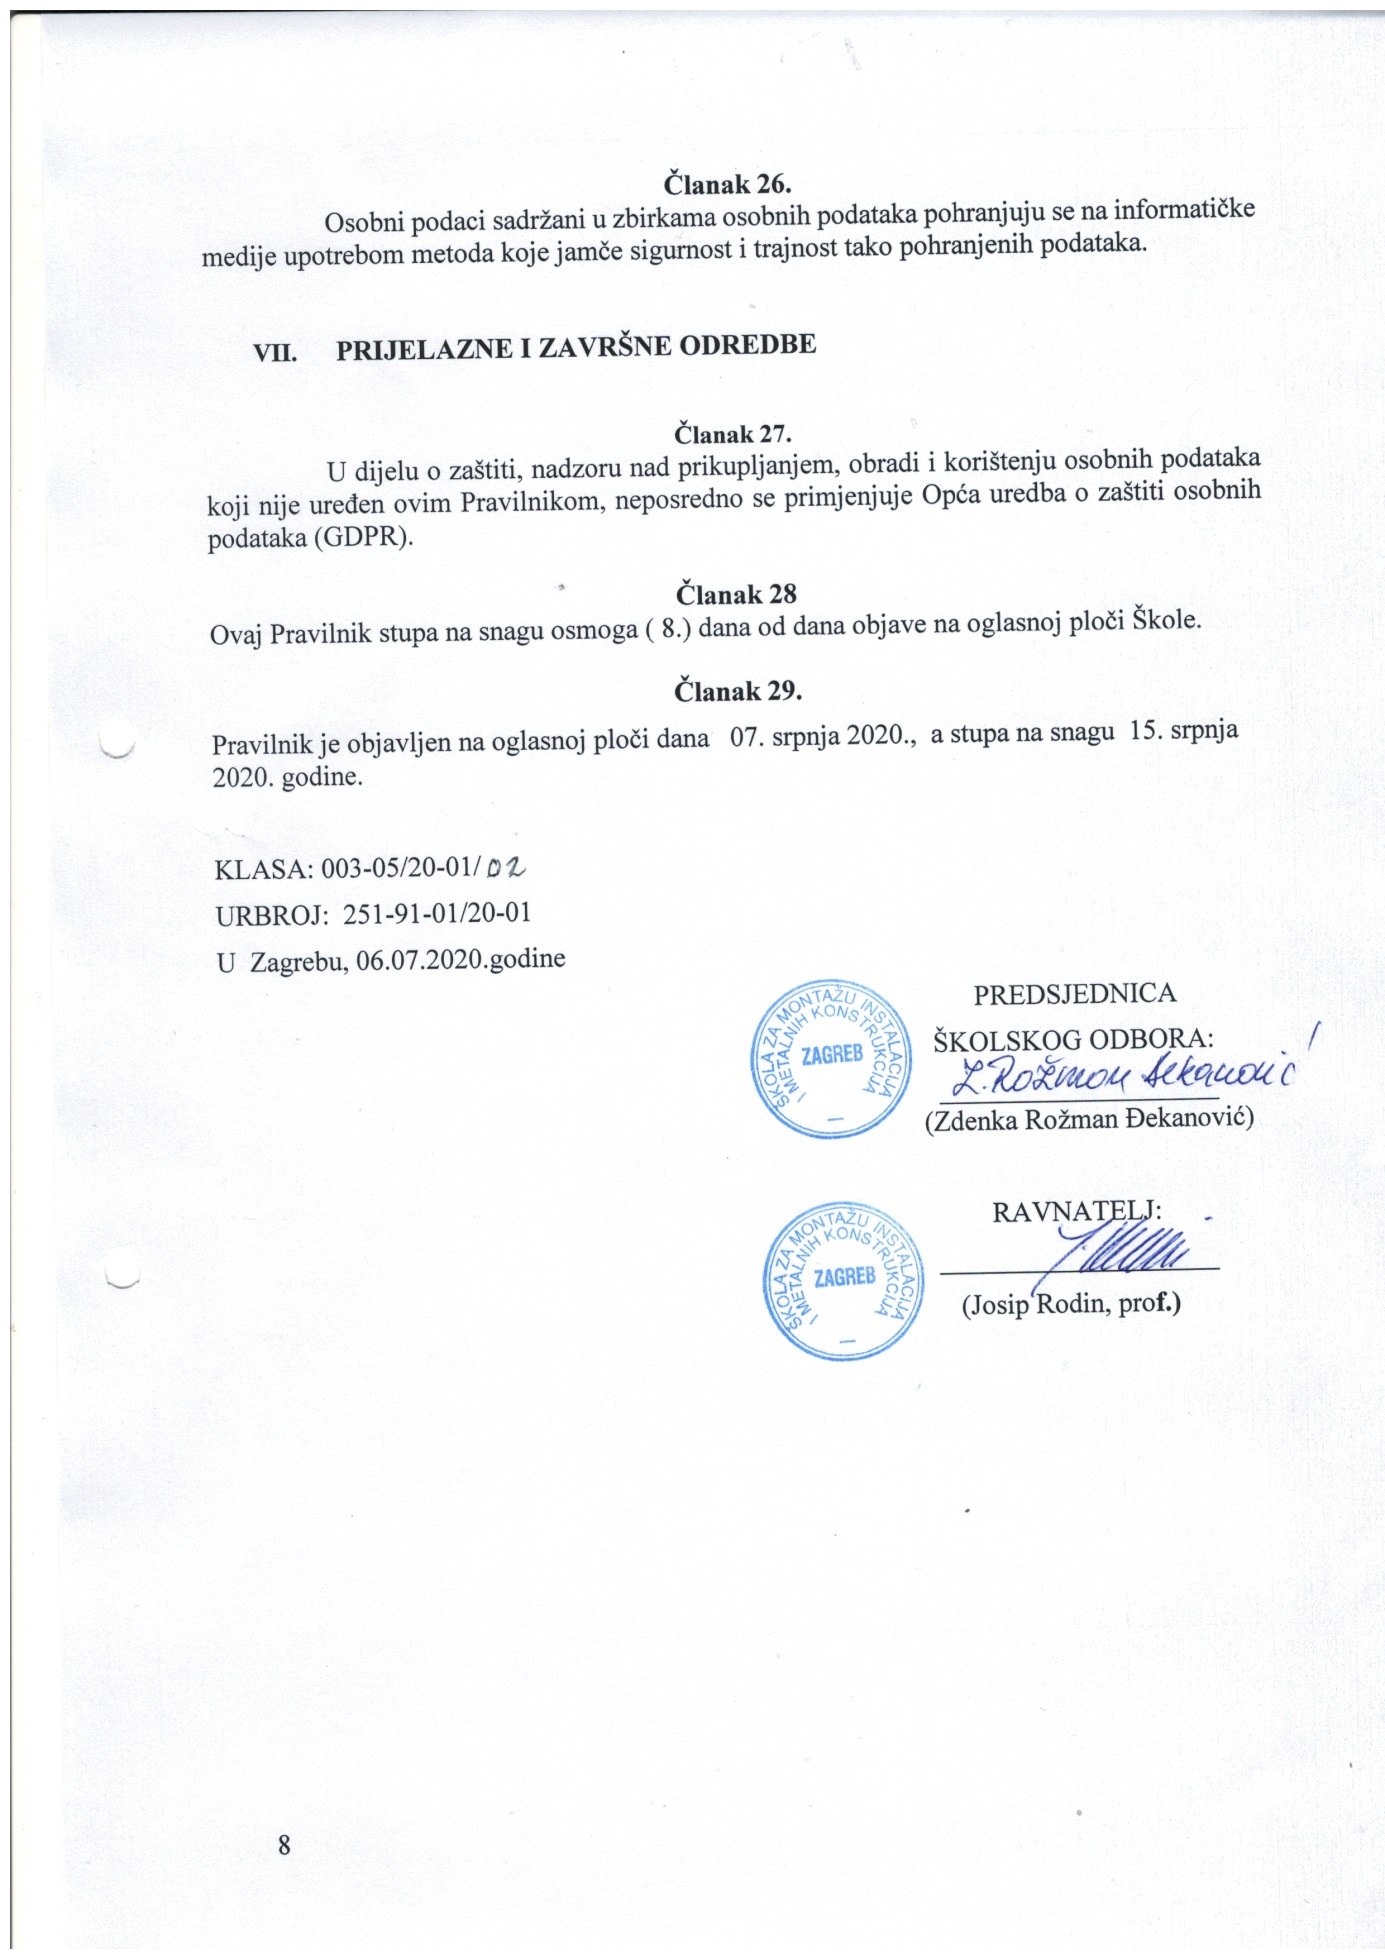 Članak 26.
Osobni podaci sadržani u zbirkama osobnih podataka pohranjuju se na informatičke
medije upotrebom metoda koje jamče sigurnost i trajnost tako pohranjenih podataka.
VII. PRIJELAZNE I ZAVRŠNE ODREDBE
Članak 27.
U dijelu o zaštiti, nadzoru nad prikupljanjem, obradi i korištenju osobnih podataka
koji nije uređen ovim Pravilnikom, neposredno se primjenjuje Opća uredba o zaštiti osobnih
podataka (GDPR).
Članak 28
Ovaj Pravilnik stupa na snagu osmoga ( 8.) dana od dana objave na oglasnoj ploči Škole.
Članak 29.
Pravilnik je objavljen na oglasnoj ploči dana 07. srpnja 2020., a stupa na snagu 15. srpnja
2020. godine.
KLASA: 003-05/20-01/ 02
URBROJ: 251-91-01/20-01
U Zagrebu, 06.07.2020.godine
PREDSJEDNICA
ŠKOLSKOG ODBORA:
Z. Rožman Đekanović
(Zdenka Rožman Đekanović)
ŠKOLA ZA MONTAŽU INSTALACIJA
I METALNIH KONSTRUKCIJA
ZAGREB
RAVNATELJ:
(Josip Rodin, prof.)
ŠKOLA ZA MONTAŽU INSTALACIJA
I METALNIH KONSTRUKCIJA
ZAGREB
8